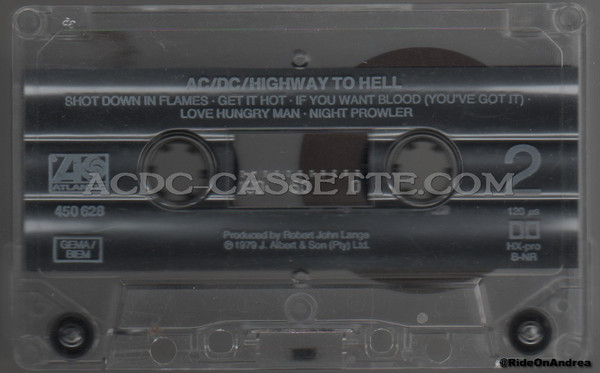 AC/DC/HIGHWAY TO HELL
SHOT DOWN IN FLAMES · GET IT HOT · IF YOU WANT BLOOD (YOU'VE GOT IT) ·
LOVE HUNGRY MAN · NIGHT PROWLER
ATLANTIC
ACDC-CASSETTE.COM
2
450 628
120 µs
GEMA/
BIEM
Produced by Robert John Lange
℗ 1979 J. Albert & Son (Pty) Ltd.
HX-pro
B-NR
@RideOnAndrea